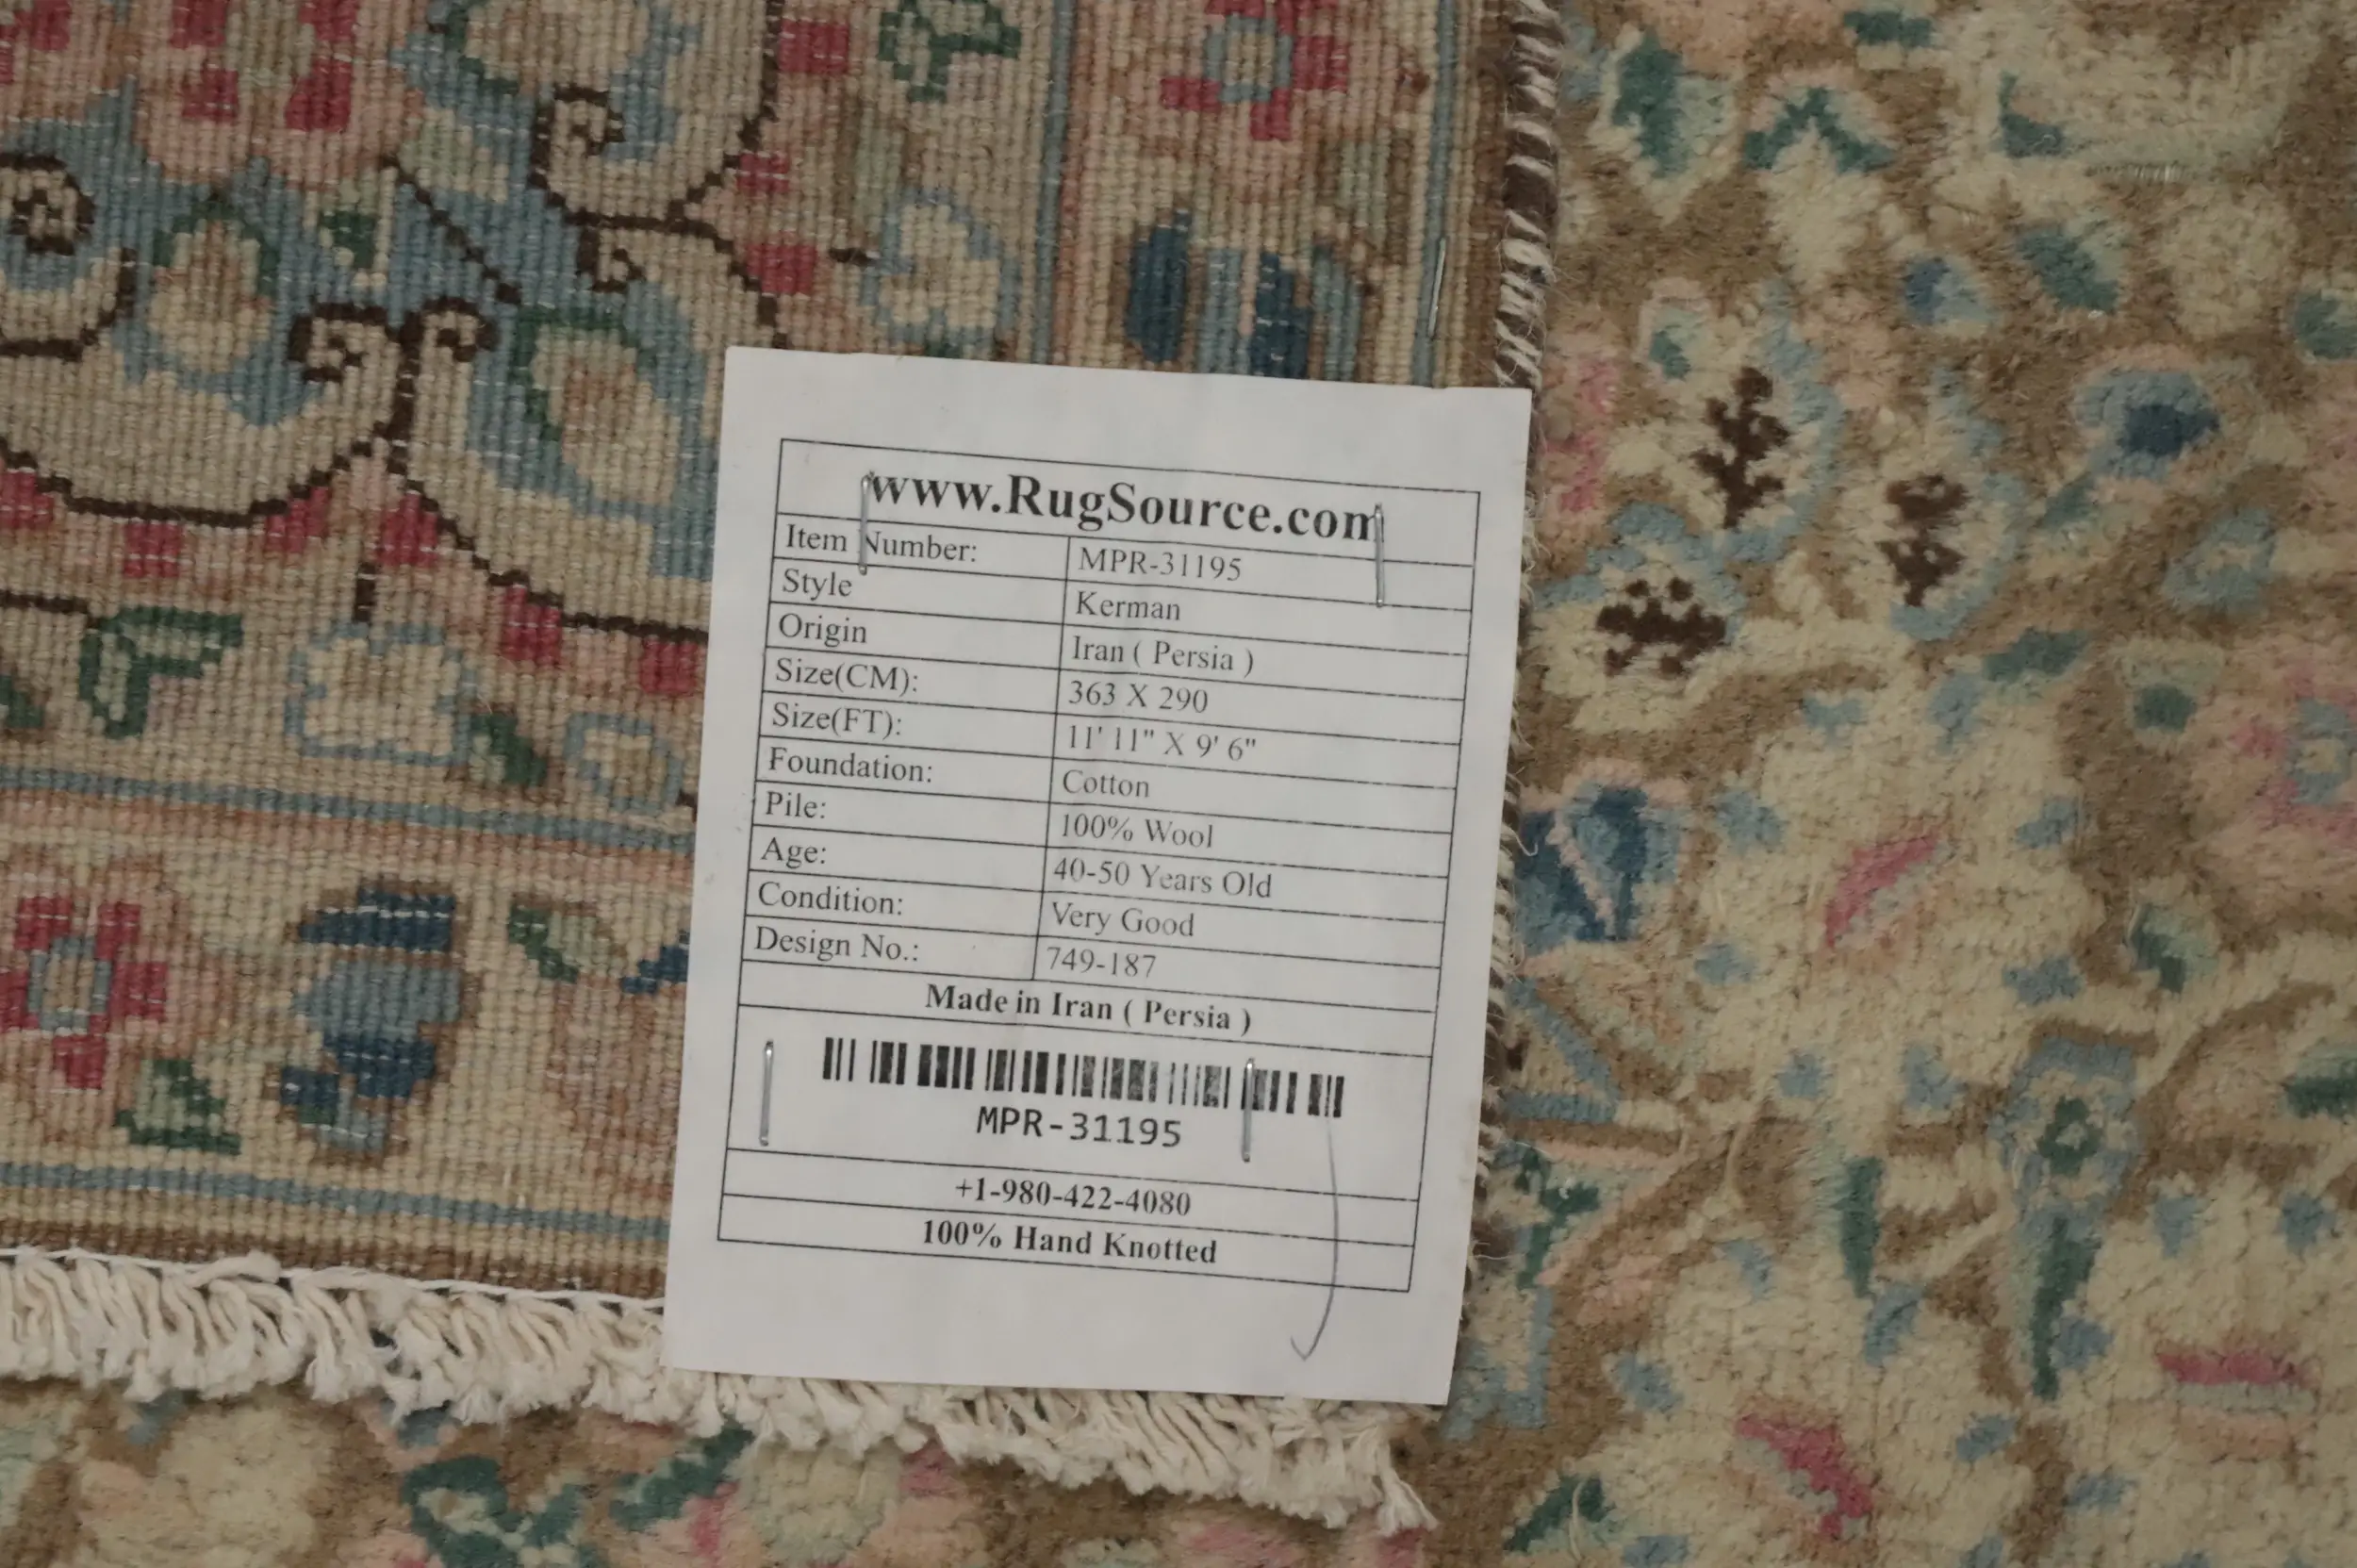 www.RugSource.com
Item Number: MPR-31195
Style Kerman
Origin Iran ( Persia )
Size(CM): 363 X 290
Size(FT): 11' 11" X 9' 6"
Foundation: Cotton
Pile: 100% Wool
Age: 40-50 Years Old
Condition: Very Good
Design No.: 749-187
Made in Iran ( Persia )
MPR-31195
+1-980-422-4080
100% Hand Knotted